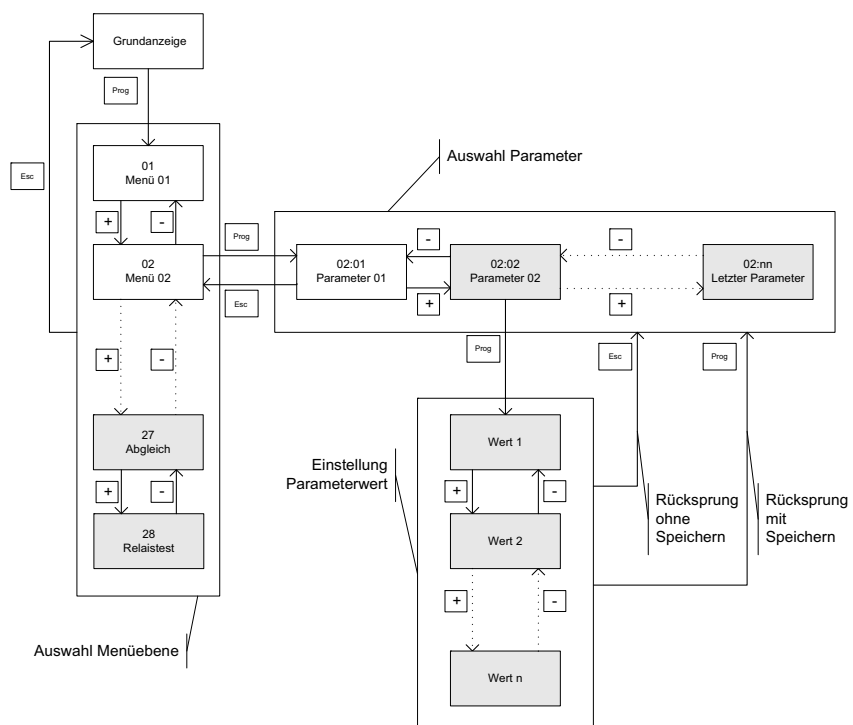 Grundanzeige
Prog
Esc
01
Menü 01
+
-
02
Menü 02
Prog
Esc
+
-
27
Abgleich
+
-
28
Relaistest
Auswahl Menüebene
Auswahl Parameter
02:01
Parameter 01
-
+
02:02
Parameter 02
-
+
02:nn
Letzter Parameter
Prog
Esc
Prog
Einstellung
Parameterwert
Wert 1
+
-
Wert 2
+
-
Wert n
Rücksprung
ohne
Speichern
Rücksprung
mit
Speichern